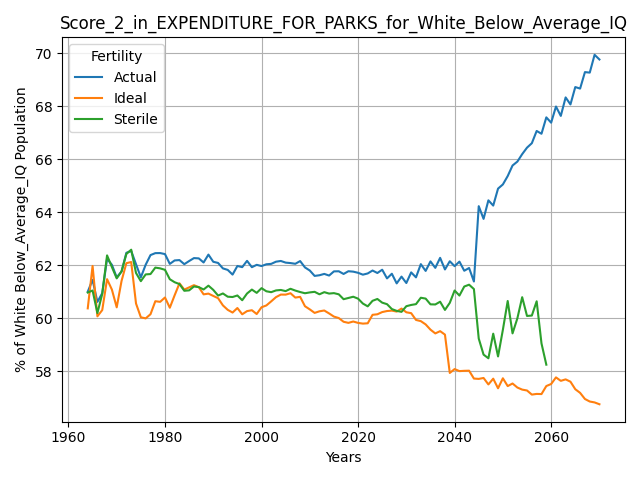 Score_2_in_EXPENDITURE_FOR_PARKS_for_White_Below_Average_IQ
Fertility
Actual
Ideal
Sterile
% of White Below_Average_IQ Population
70
68
66
64
62
60
58
1960
1980
2000
2020
2040
2060
Years